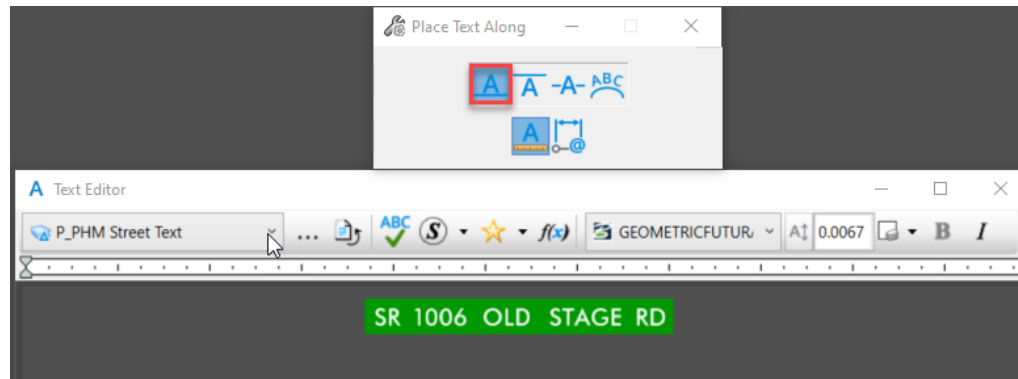 Place Text Along
A A -A- ABC
A @
A Text Editor
P_PHM Street Text ... ABC S f(x) GEOMETRICFUTUR A 0.0067 B I
SR 1006 OLD STAGE RD